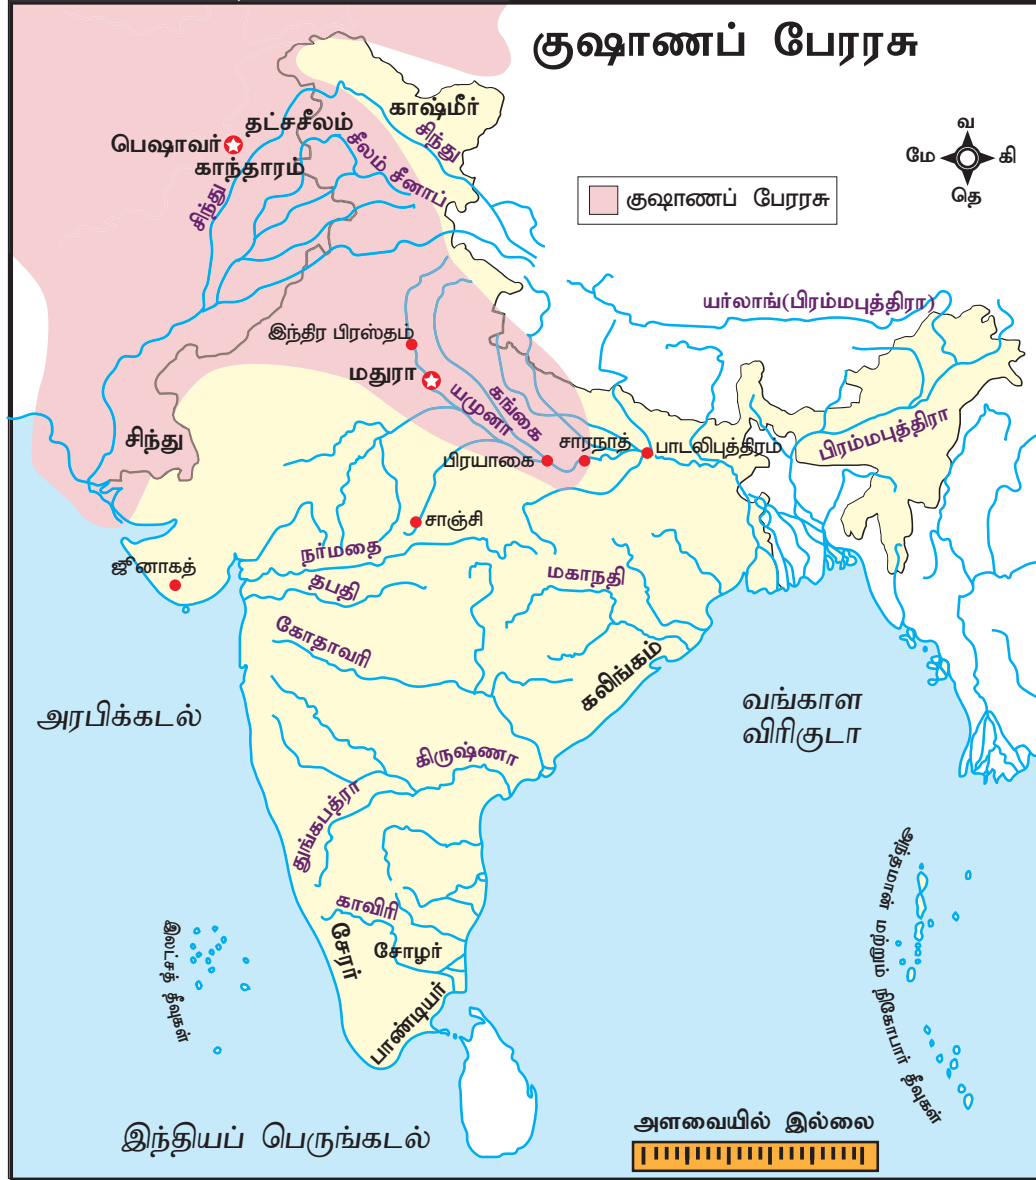 குஷாணப் பேரரசு
காஷ்மீர்
சிந்து
தட்சசீலம்
பெஷாவர்
காந்தாரம்
சீலம் சீனாப்
சிந்து
வ
மே
கி
தெ
குஷாணப் பேரரசு
யர்லாங்(பிரம்மபுத்திரா)
இந்திர பிரஸ்தம்
மதுரா
கங்கை
யமுனா
சிந்து
சாரநாத்
பாடலிபுத்திரம்
பிரம்மபுத்திரா
பிரயாகை
சாஞ்சி
நர்மதை
ஜூனாகத்
தபதி
மகாநதி
கோதாவரி
கலிங்கம்
அரபிக்கடல்
வங்காள
விரிகுடா
கிருஷ்ணா
துங்கபத்ரா
காவிரி
சேரர்
சோழர்
பாண்டியர்
இலட்சத் தீவுகள்
அந்தமான் மற்றும் நிகோபார் தீவுகள்
இந்தியப் பெருங்கடல்
அளவையில் இல்லை